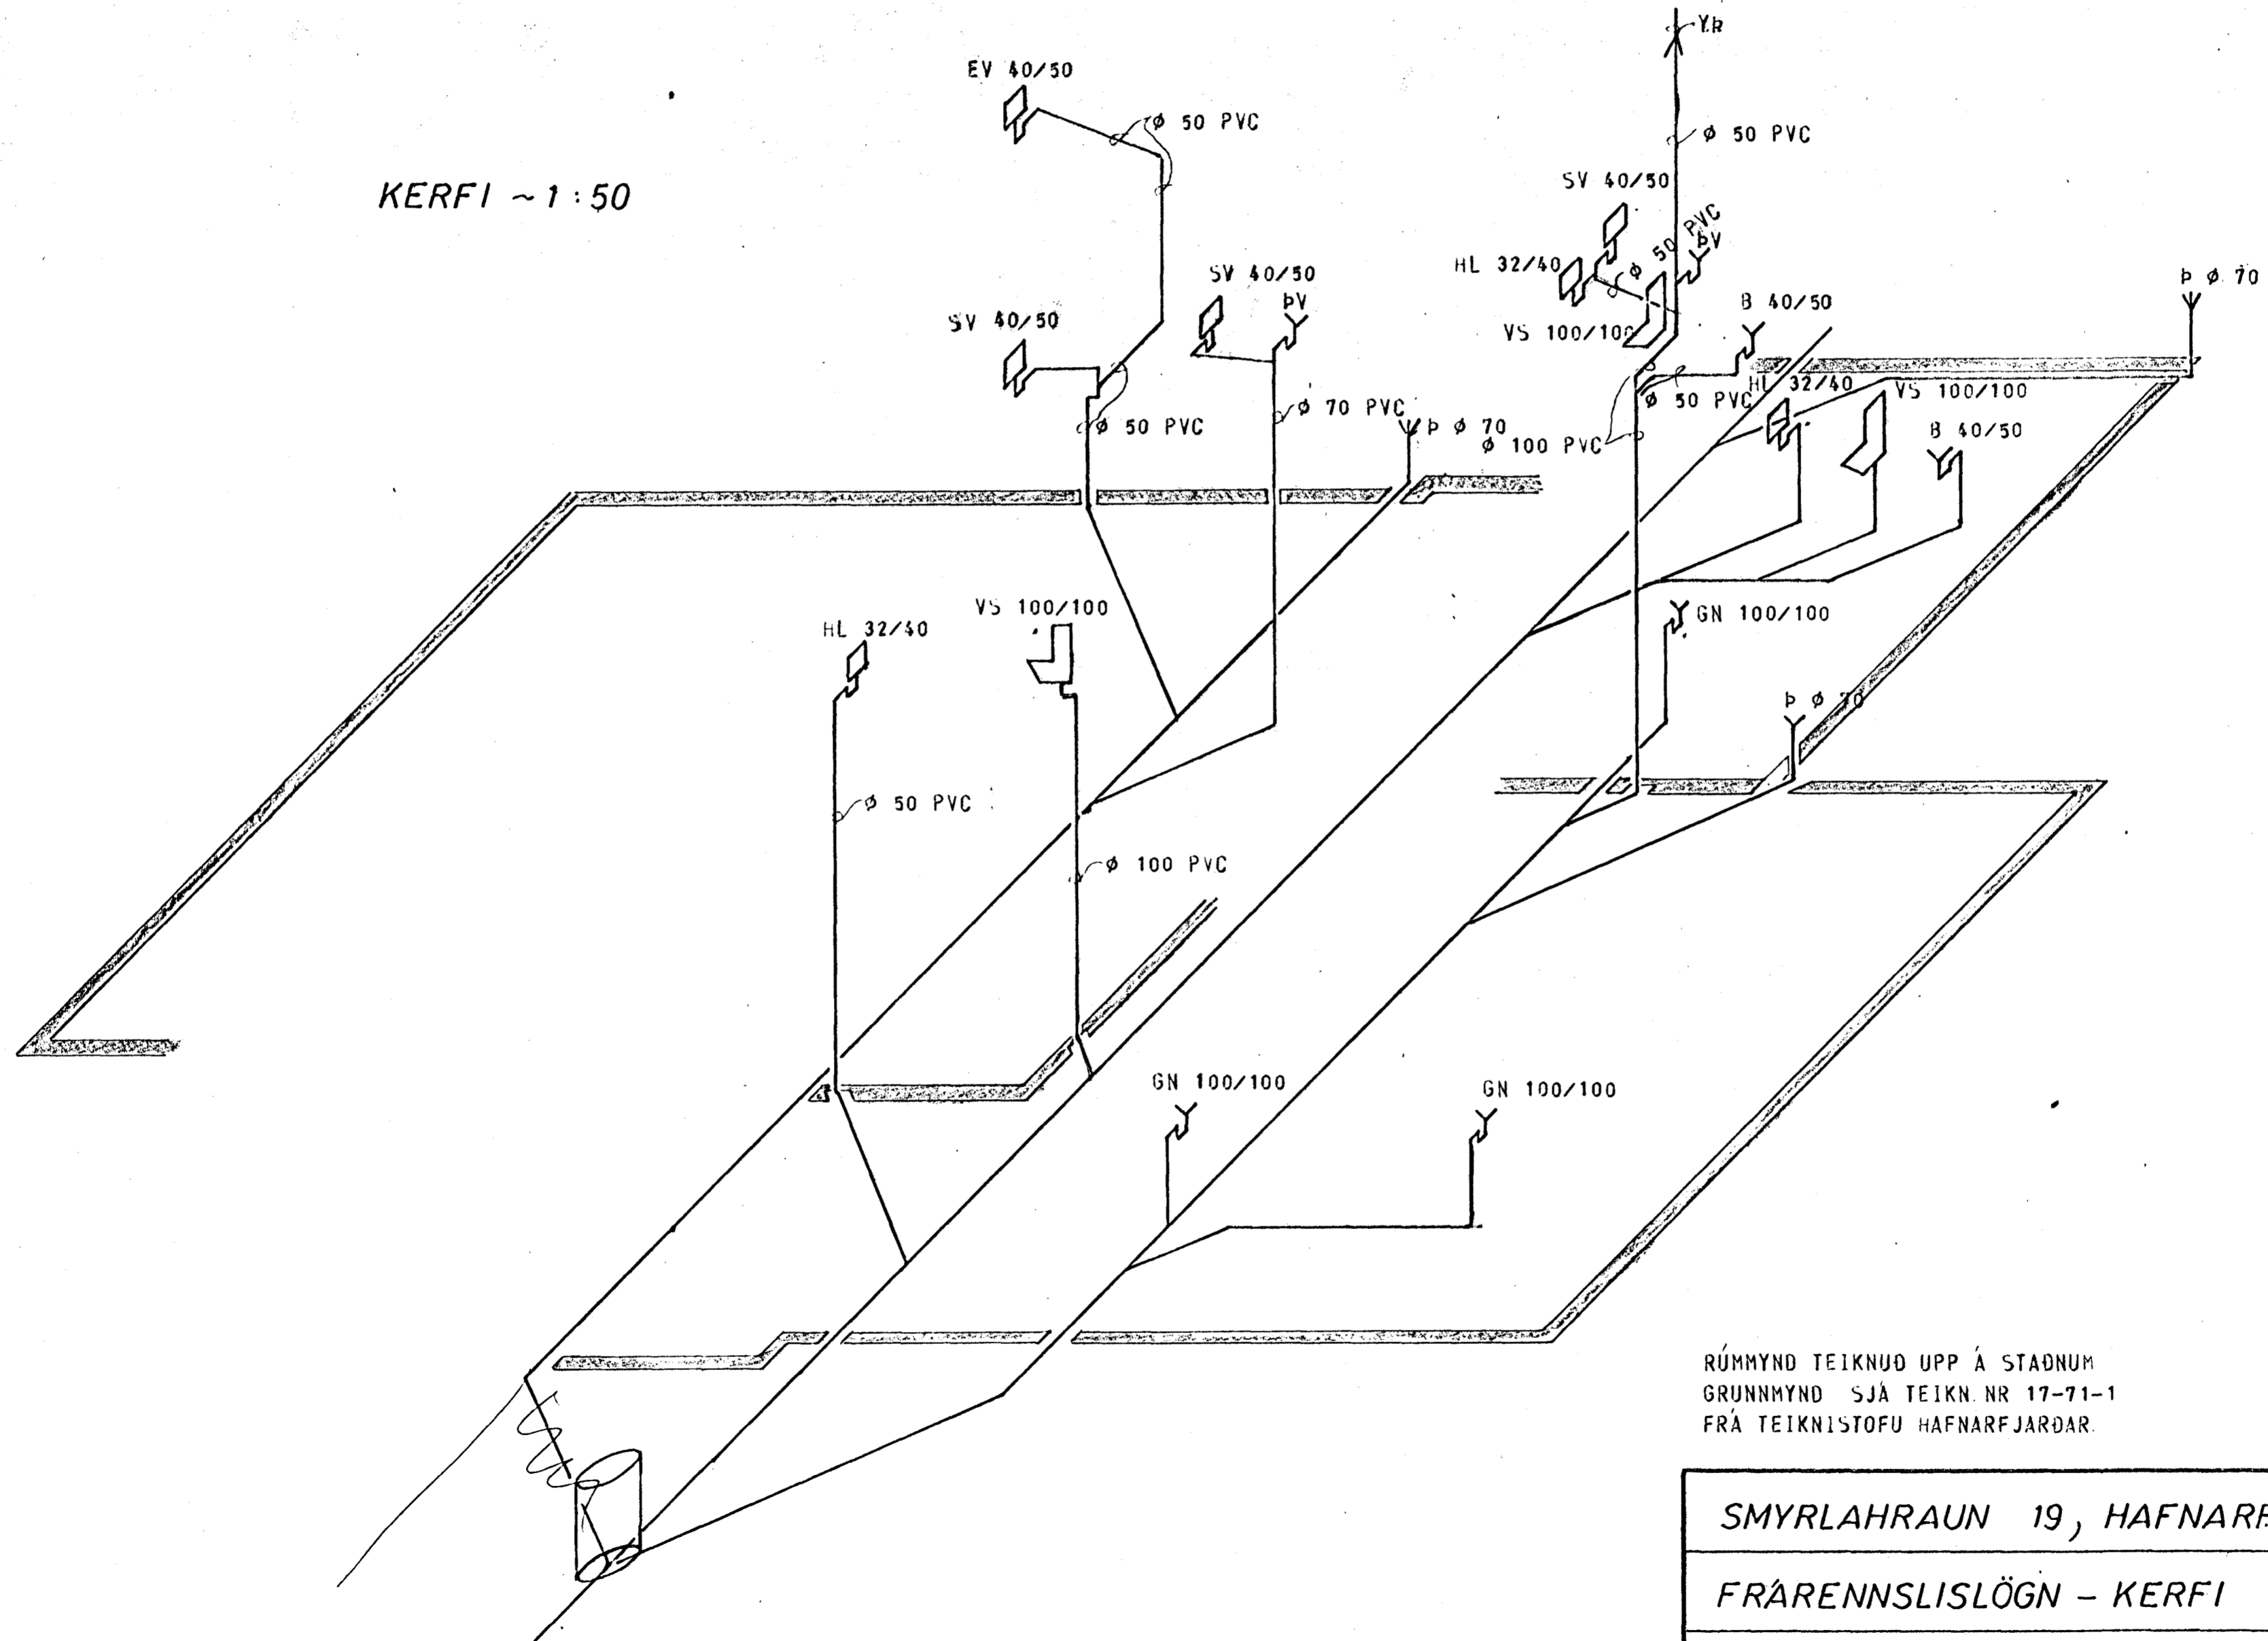 Y.R
EV 40/50
ϕ 50 PVC
ϕ 50 PVC
KERFI ~ 1 : 50
SV 40/50
ϕ 50 PVC
ÞV
HL 32/40
SV 40/50
ÞV
Þ ϕ 70
B 40/50
SV 40/50
VS 100/100
HL 32/40
VS 100/100
ϕ 50 PVC
ϕ 70 PVC
ϕ 50 PVC
Þ ϕ 70
ϕ 100 PVC
B 40/50
VS 100/100
HL 32/40
GN 100/100
Þ ϕ 70
ϕ 50 PVC
ϕ 100 PVC
GN 100/100
GN 100/100
RÚMMYND TEIKNUÐ UPP Á STAÐNUM
GRUNNMYND SJÁ TEIKN. NR 17-71-1
FRÁ TEIKNISTOFU HAFNARFJARÐAR.
SMYRLAHRAUN 19, HAFNARF
FRÁRENNSLISLÖGN – KERFI